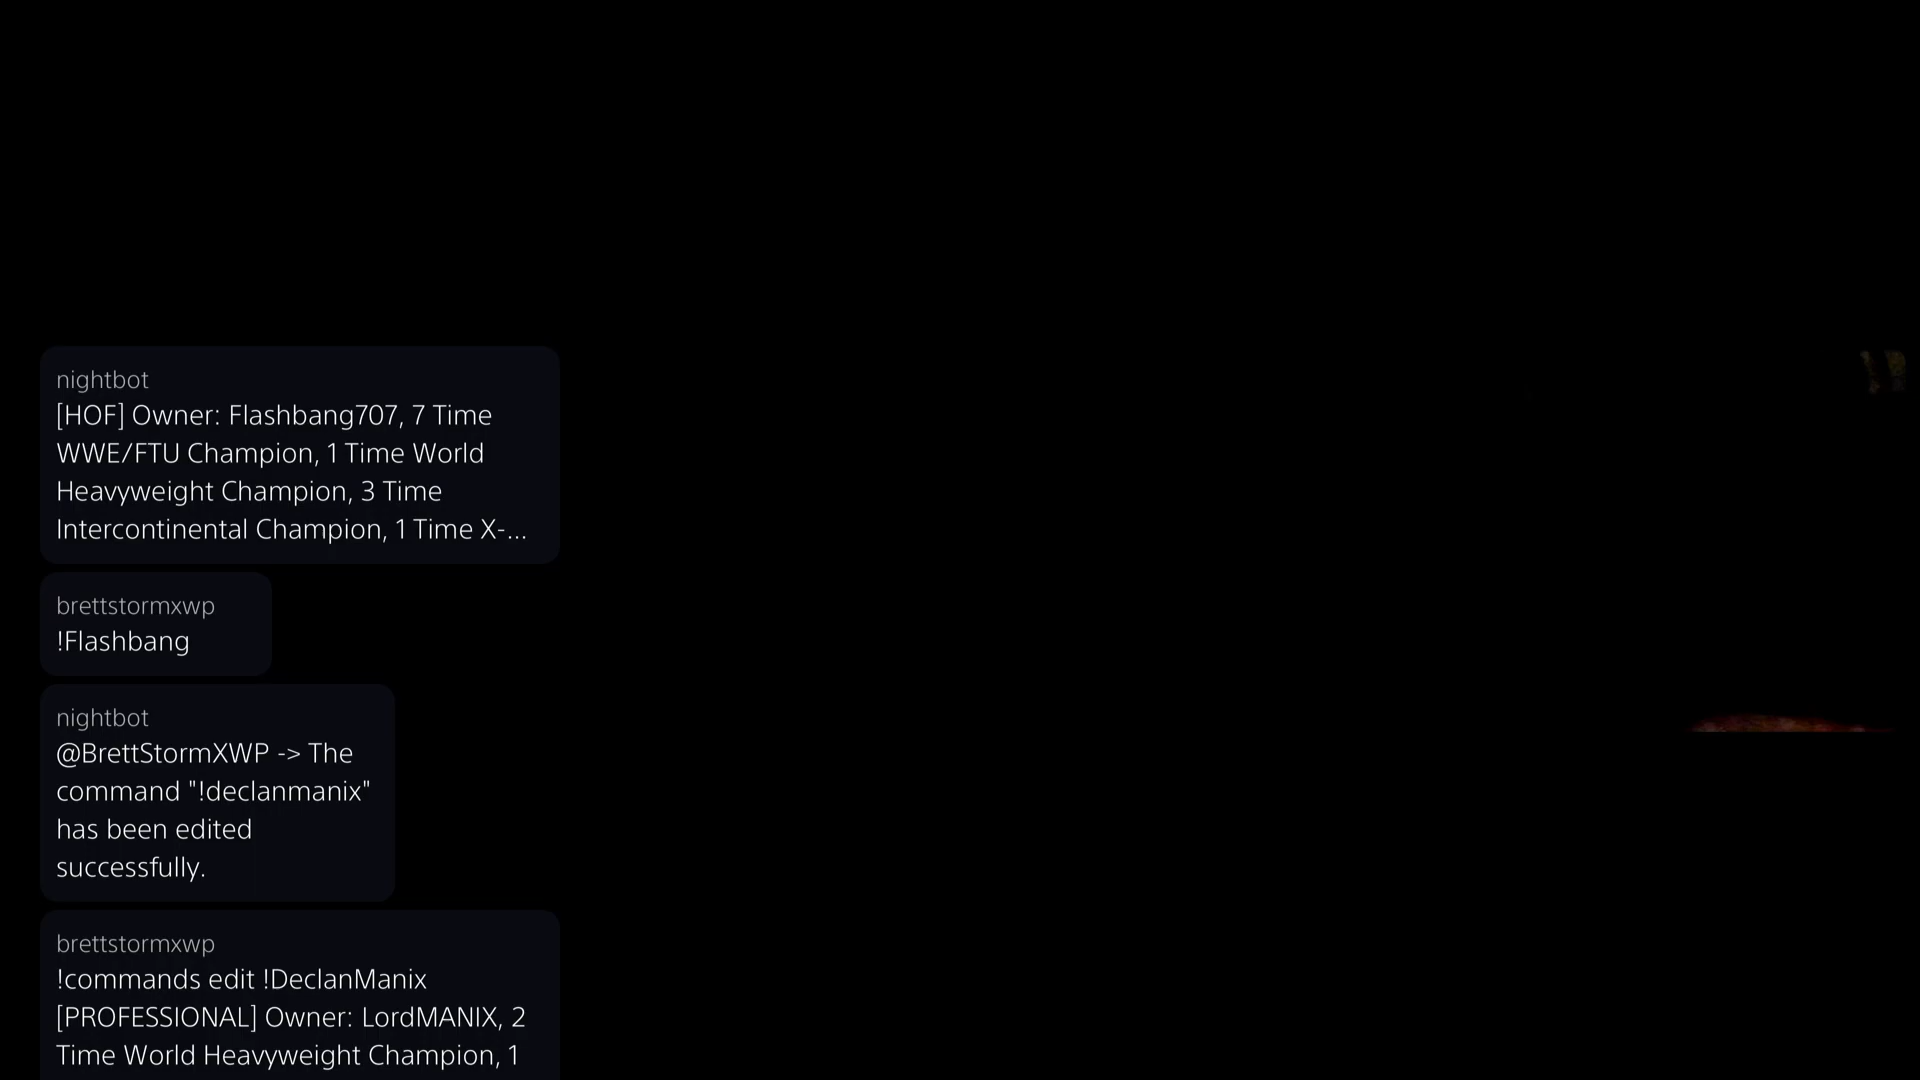 nightbot
[HOF] Owner: Flashbang707, 7 Time
WWE/FTU Champion, 1 Time World
Heavyweight Champion, 3 Time
Intercontinental Champion, 1 Time X-...
brettstormxwp
!Flashbang
nightbot
@BrettStormXWP -> The
command "!declanmanix"
has been edited
successfully.
brettstormxwp
!commands edit !DeclanManix
[PROFESSIONAL] Owner: LordMANIX, 2
Time World Heavyweight Champion, 1